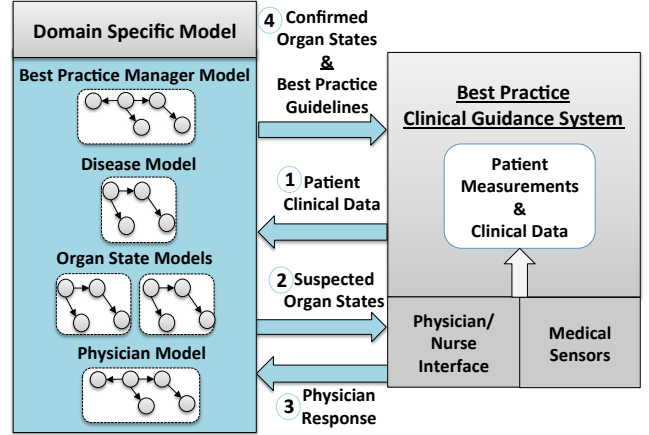 Domain Specific Model
Best Practice Manager Model
Disease Model
Organ State Models
Physician Model
4 Confirmed
Organ States
&
Best Practice
Guidelines
1 Patient
Clinical Data
2 Suspected
Organ States
3 Physician
Response
Best Practice
Clinical Guidance System
Patient
Measurements
&
Clinical Data
Physician/
Nurse
Interface
Medical
Sensors